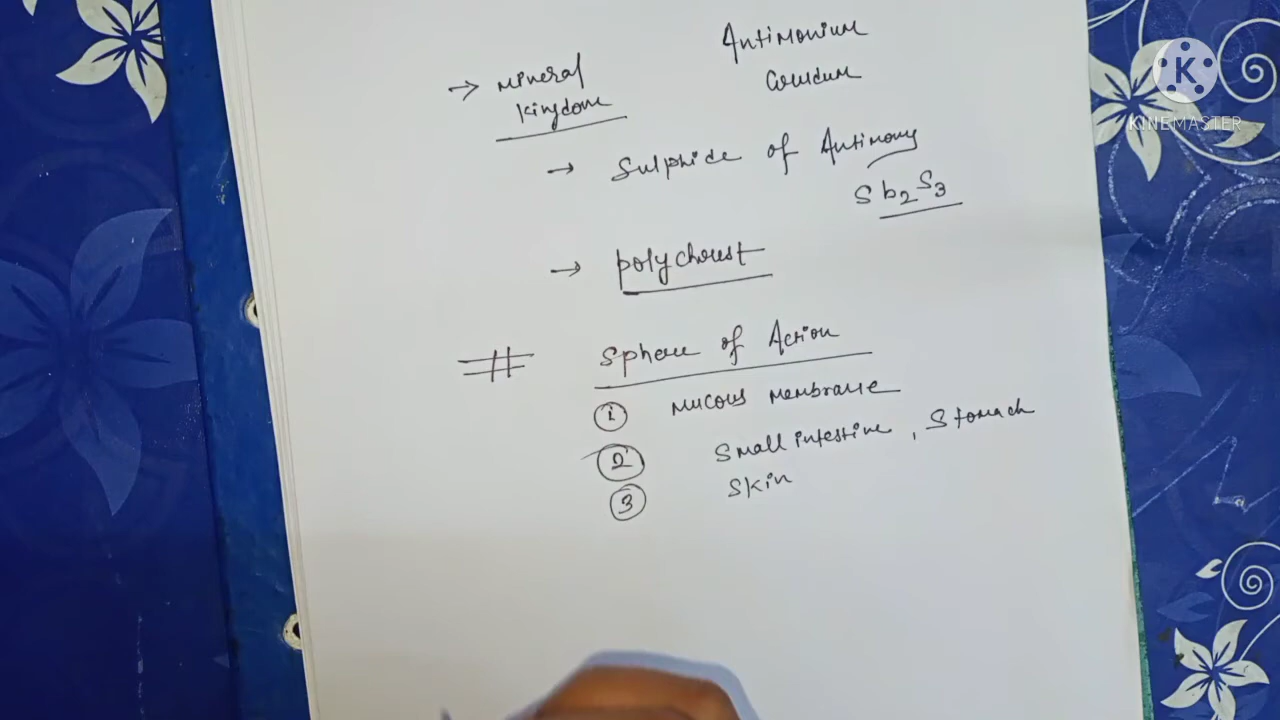 Antimonium
Crudum
→ Mineral
Kingdom
→ Sulphide of Antimony
Sb2S3
→ polychrest
# Sphere of Action
1 Mucous membrane
2 Small intestine, Stomach
3 Skin
K
KINEMASTER